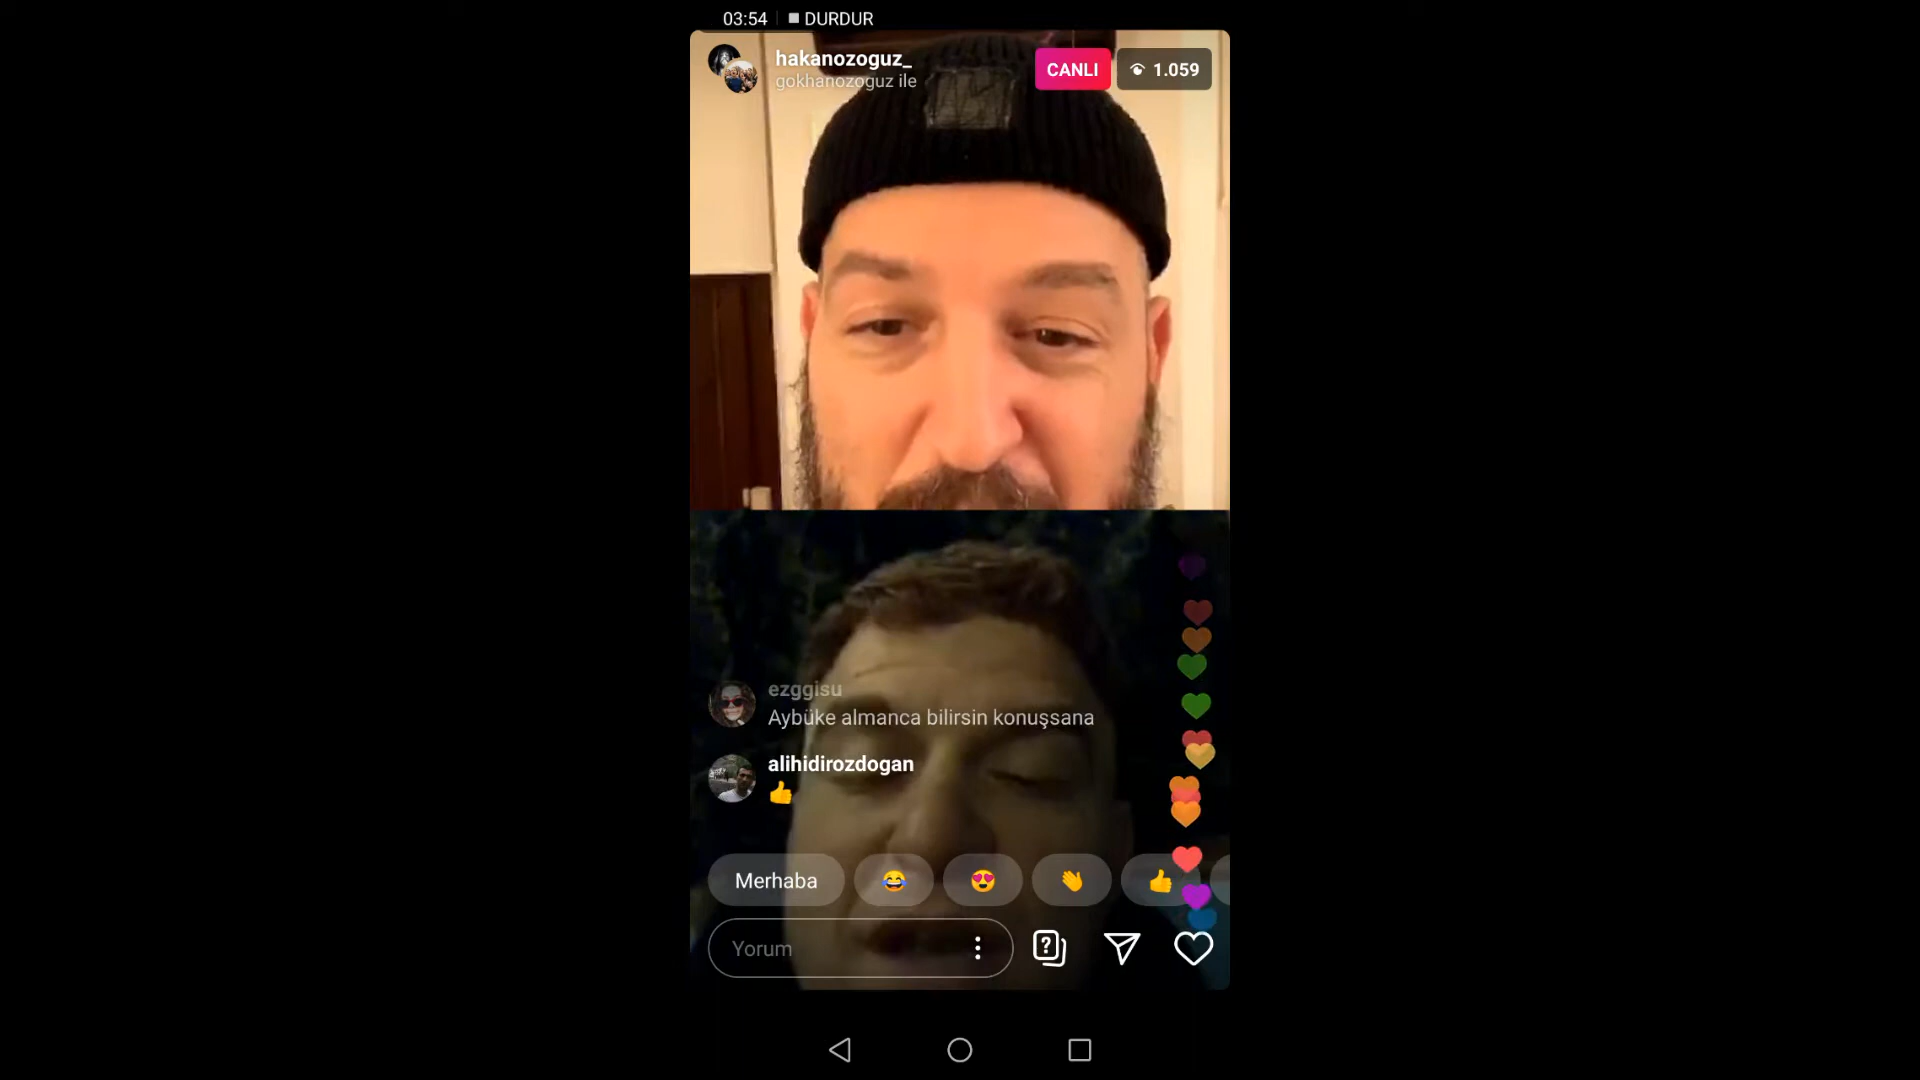 03:54 DURDUR
hakanozoguz_
gokhanozoguz ile
CANLI
1.059
ezggisu
Aybüke almanca bilirsin konuşsana
alihidirozdogan
👍
Merhaba 😂 😍 👋 👍
Yorum